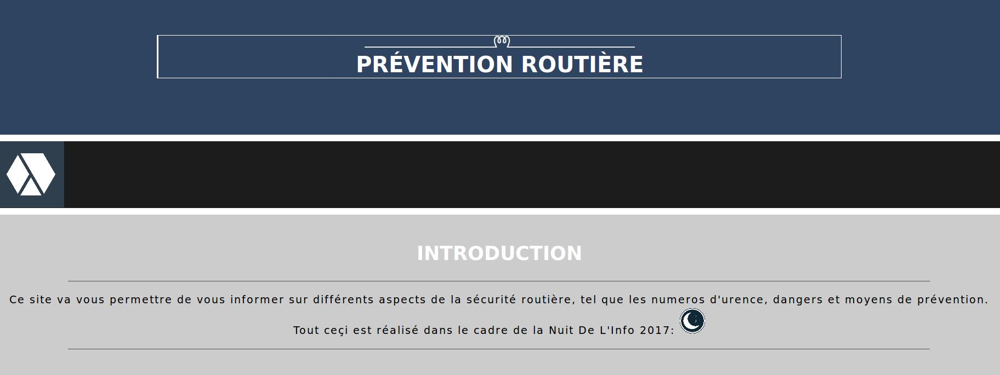 PRÉVENTION ROUTIÈRE
INTRODUCTION
Ce site va vous permettre de vous informer sur différents aspects de la sécurité routière, tel que les numeros d'urence, dangers et moyens de prévention.
Tout ceçi est réalisé dans le cadre de la Nuit De L'Info 2017: